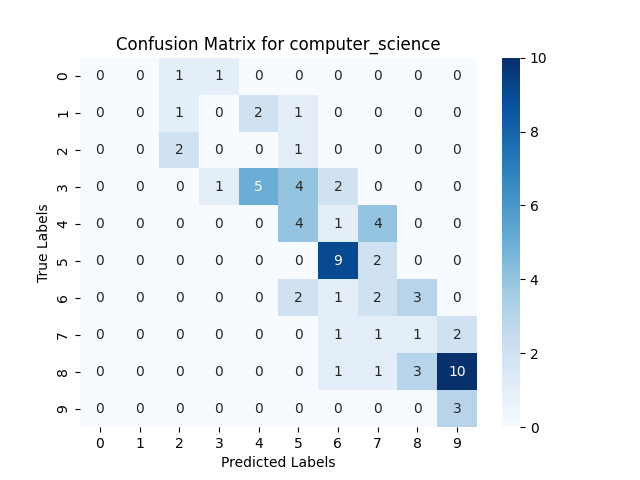 Confusion Matrix for computer_science
0 0 0 1 1 0 0 0 0 0 0
1 0 0 1 0 2 1 0 0 0 0
2 0 0 2 0 0 1 0 0 0 0
3 0 0 0 1 5 4 2 0 0 0
4 0 0 0 0 0 4 1 4 0 0
5 0 0 0 0 0 0 9 2 0 0
6 0 0 0 0 0 2 1 2 3 0
7 0 0 0 0 0 0 1 1 1 2
8 0 0 0 0 0 0 1 1 3 10
9 0 0 0 0 0 0 0 0 0 3
0 1 2 3 4 5 6 7 8 9
True Labels
Predicted Labels
10
8
6
4
2
0